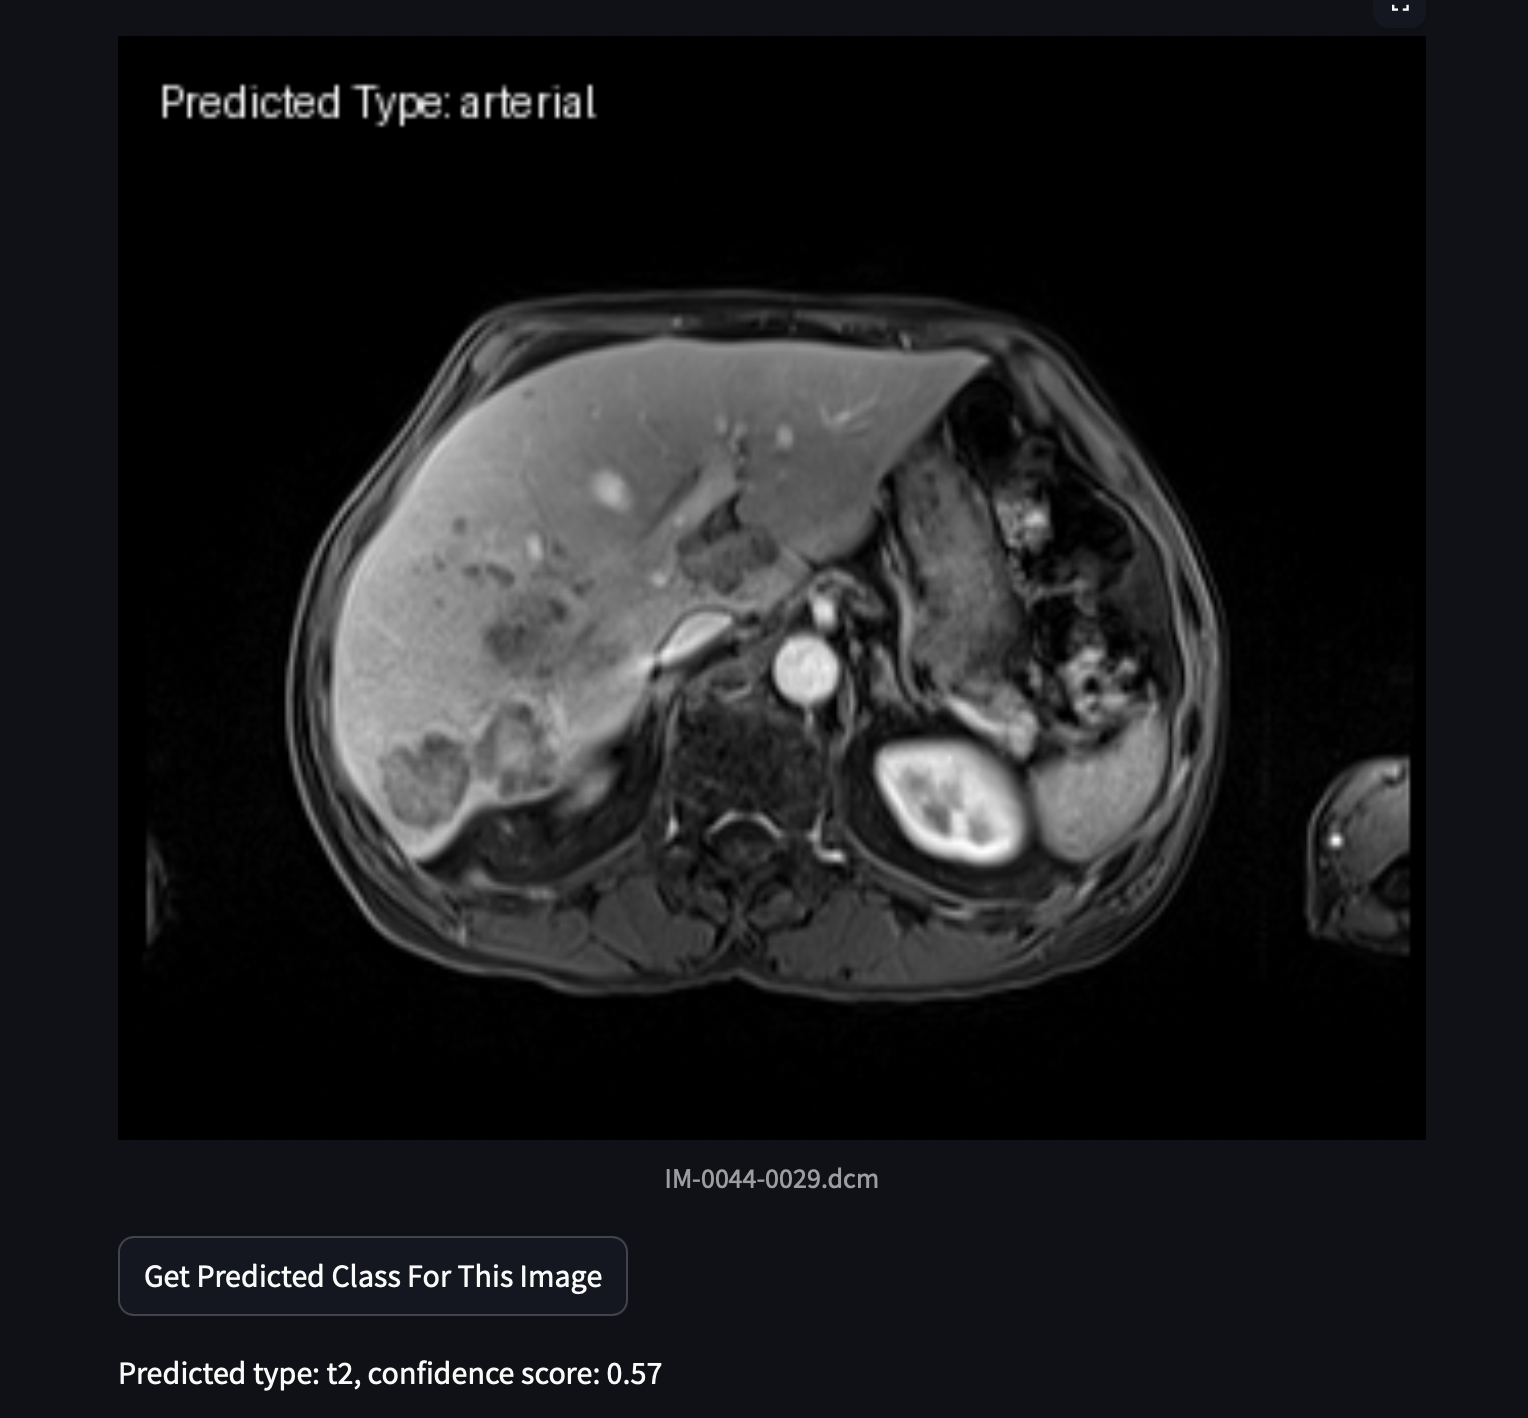 Predicted Type: arterial
IM-0044-0029.dcm
Get Predicted Class For This Image
Predicted type: t2, confidence score: 0.57